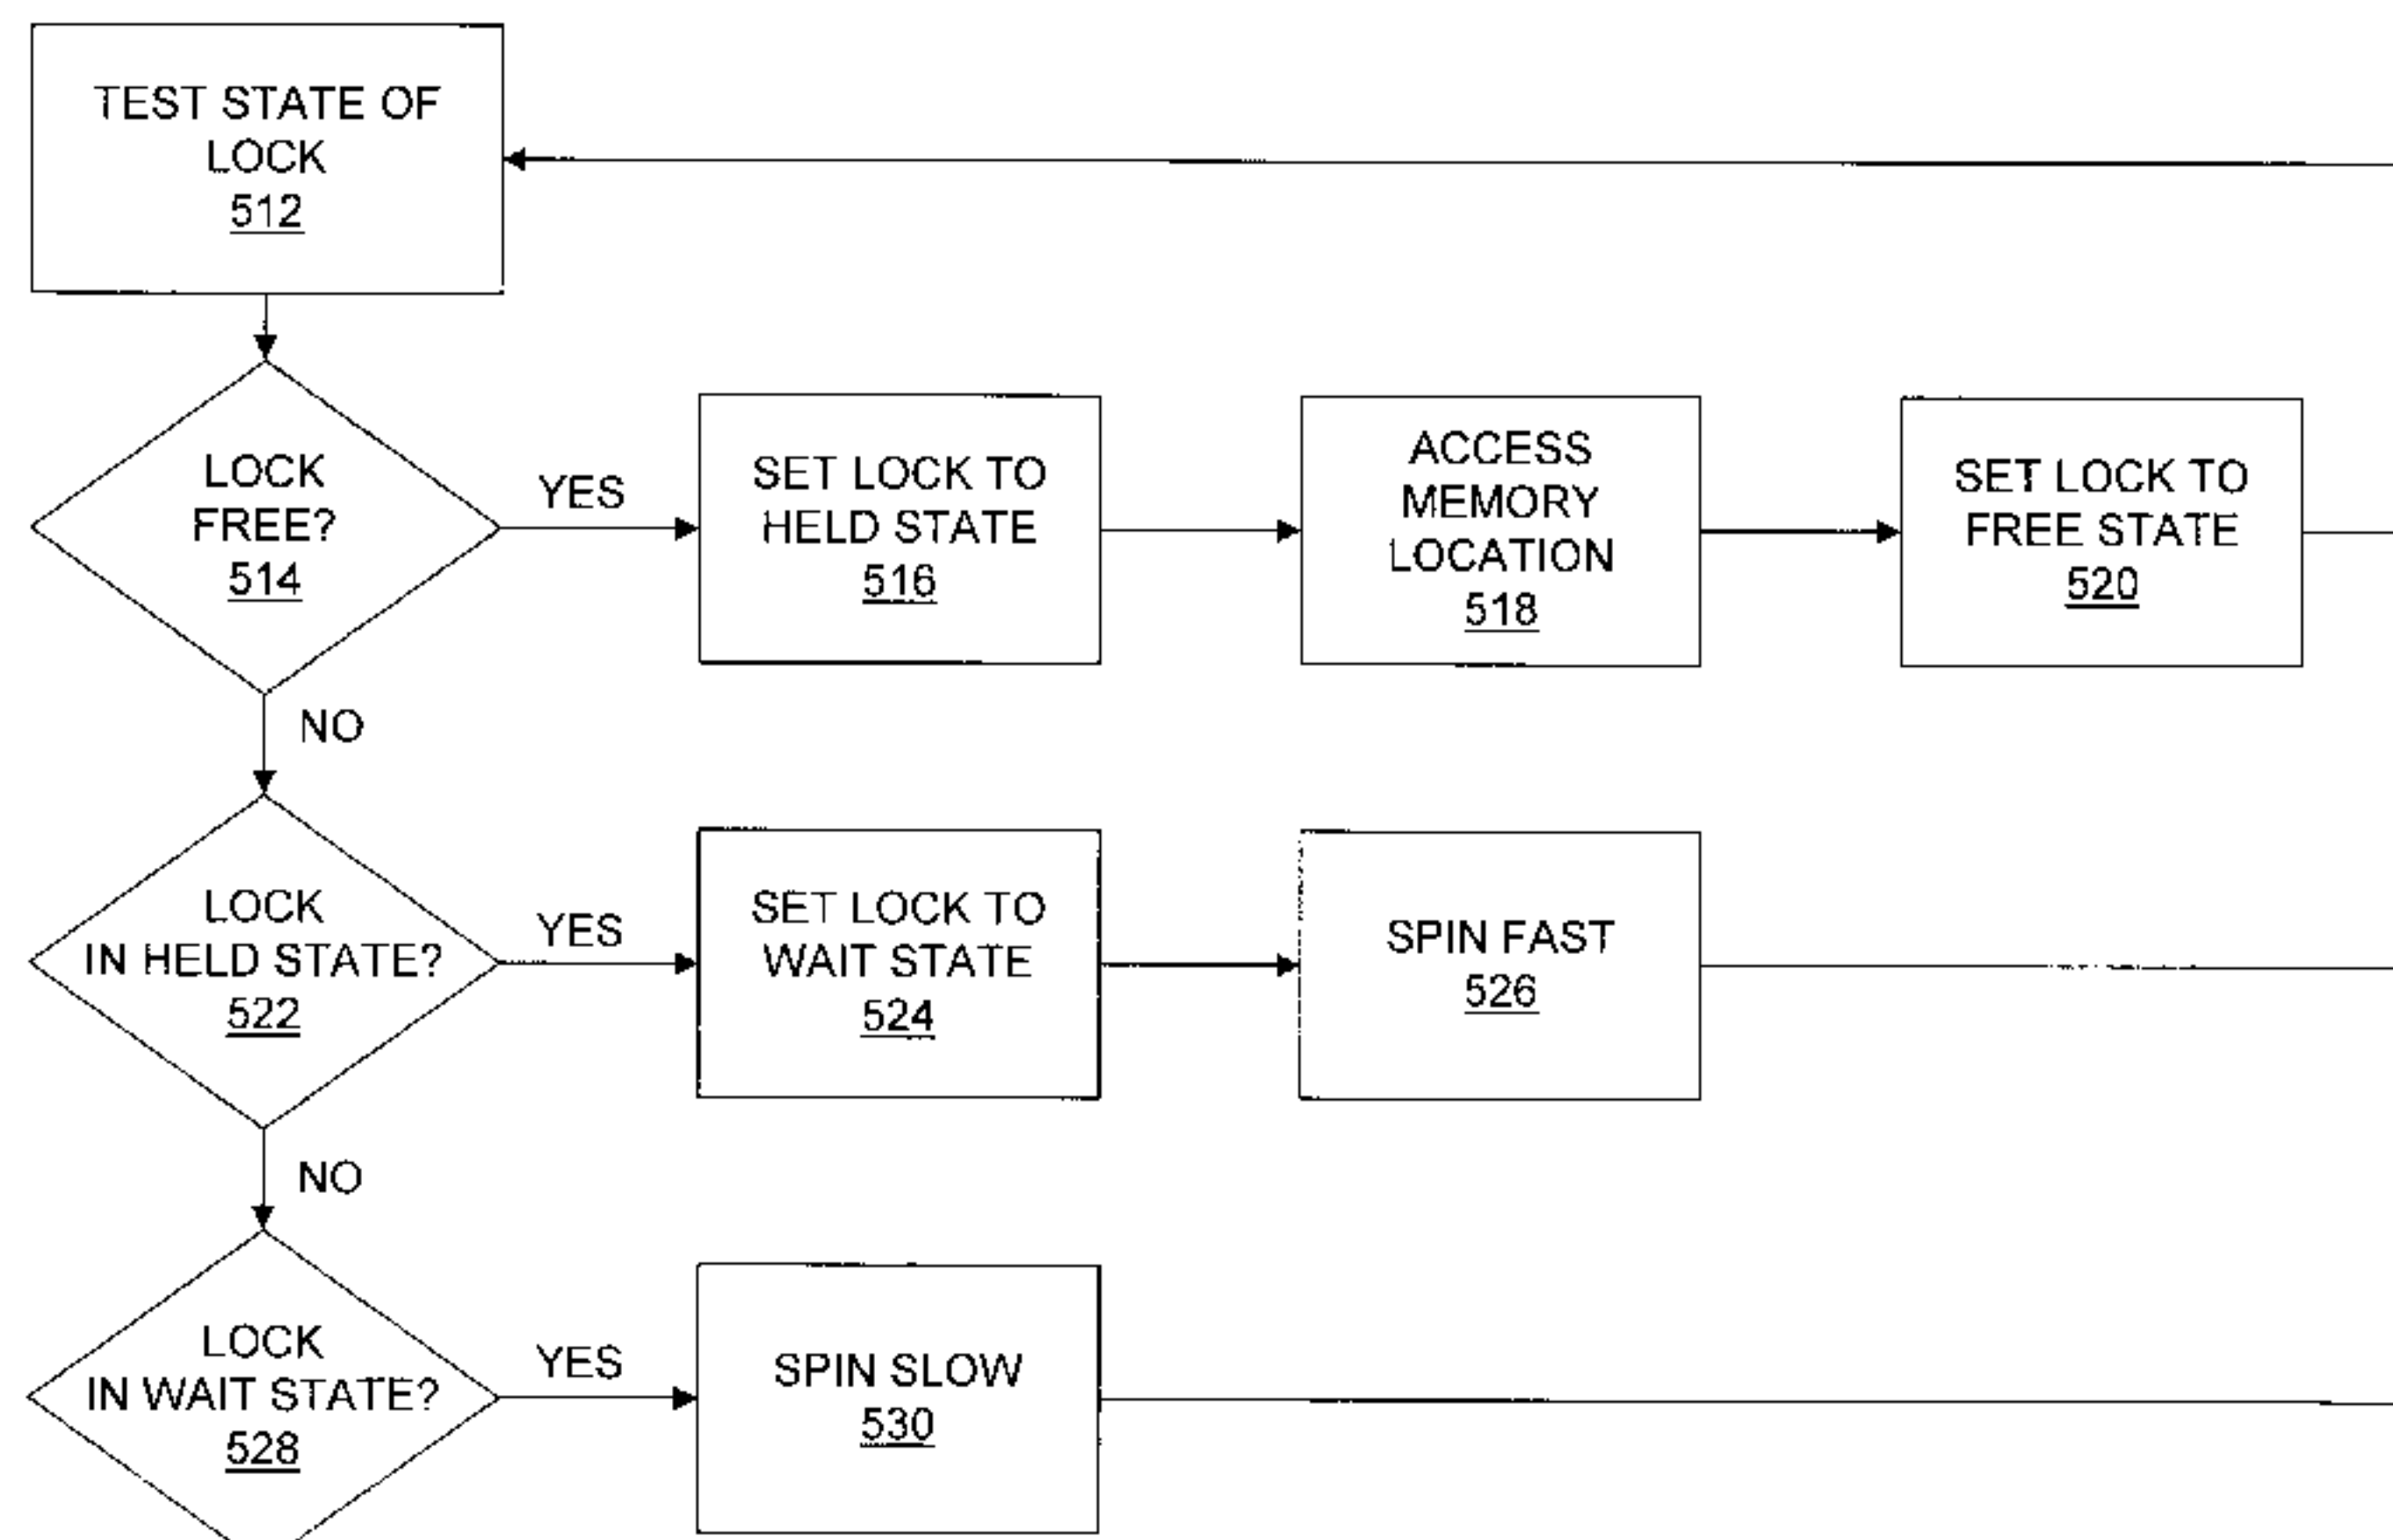 TEST STATE OF
LOCK
512
LOCK
FREE?
514
YES
SET LOCK TO
HELD STATE
516
ACCESS
MEMORY
LOCATION
518
SET LOCK TO
FREE STATE
520
NO
LOCK
IN HELD STATE?
522
YES
SET LOCK TO
WAIT STATE
524
SPIN FAST
526
NO
LOCK
IN WAIT STATE?
528
YES
SPIN SLOW
530